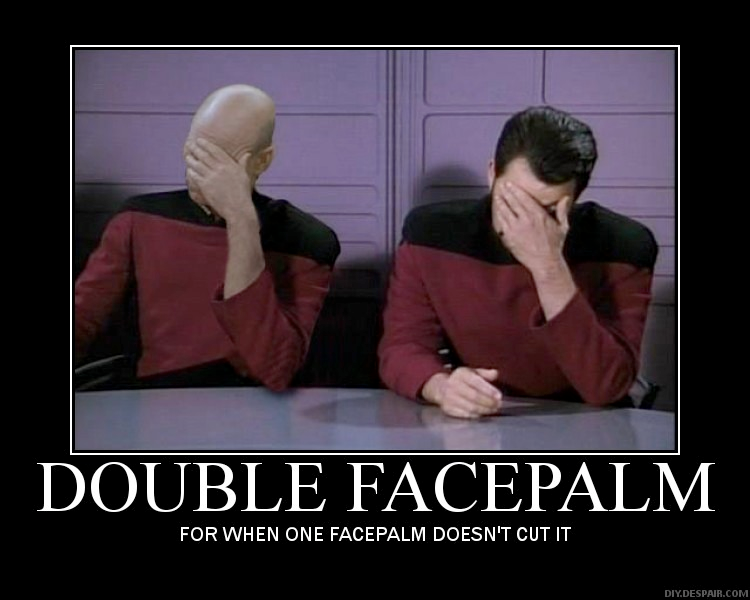 DOUBLE FACEPALM
FOR WHEN ONE FACEPALM DOESN'T CUT IT
DIY.DESPAIR.COM